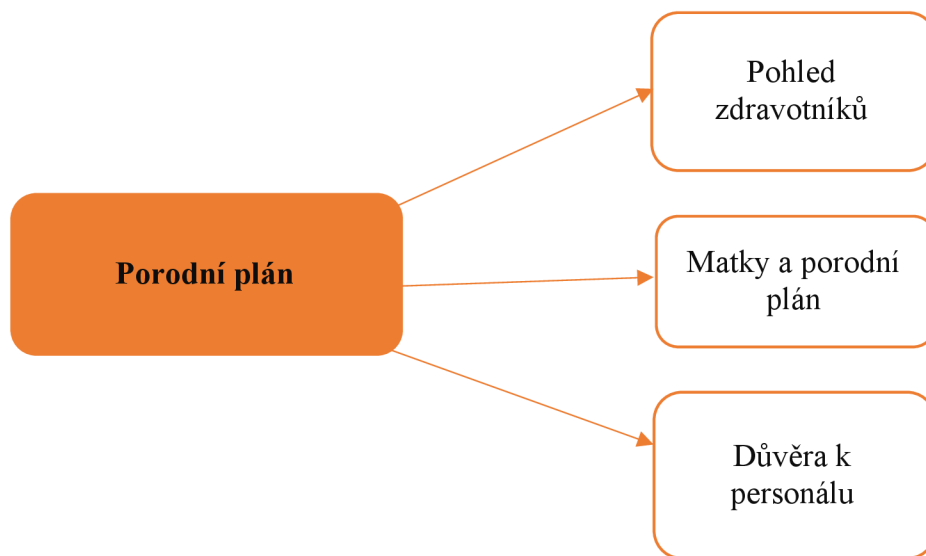 Pohled
zdravotníků
Porodní plán
Matky a porodní
plán
Důvěra k
personálu